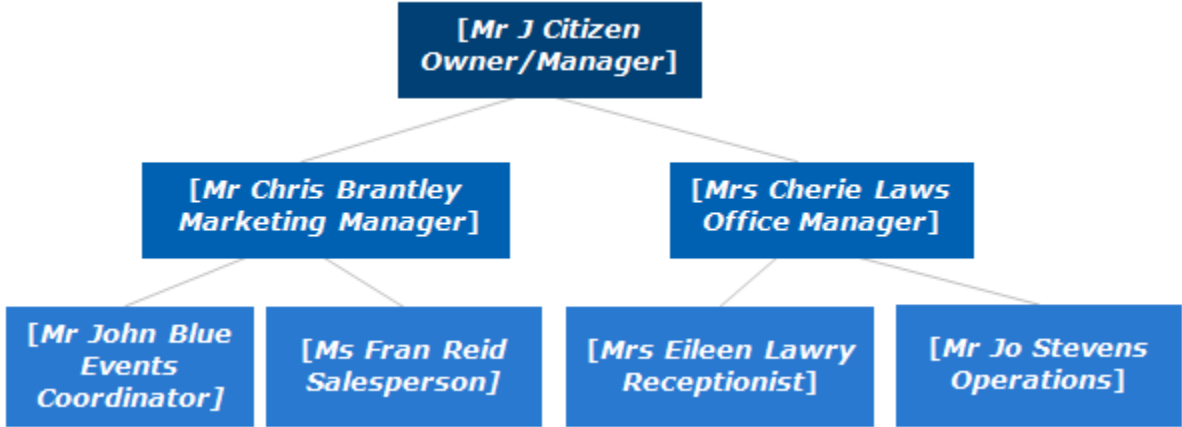 [Mr J Citizen
Owner/Manager]
[Mr Chris Brantley
Marketing Manager]
[Mrs Cherie Laws
Office Manager]
[Mr John Blue
Events
Coordinator]
[Ms Fran Reid
Salesperson]
[Mrs Eileen Lawry
Receptionist]
[Mr Jo Stevens
Operations]